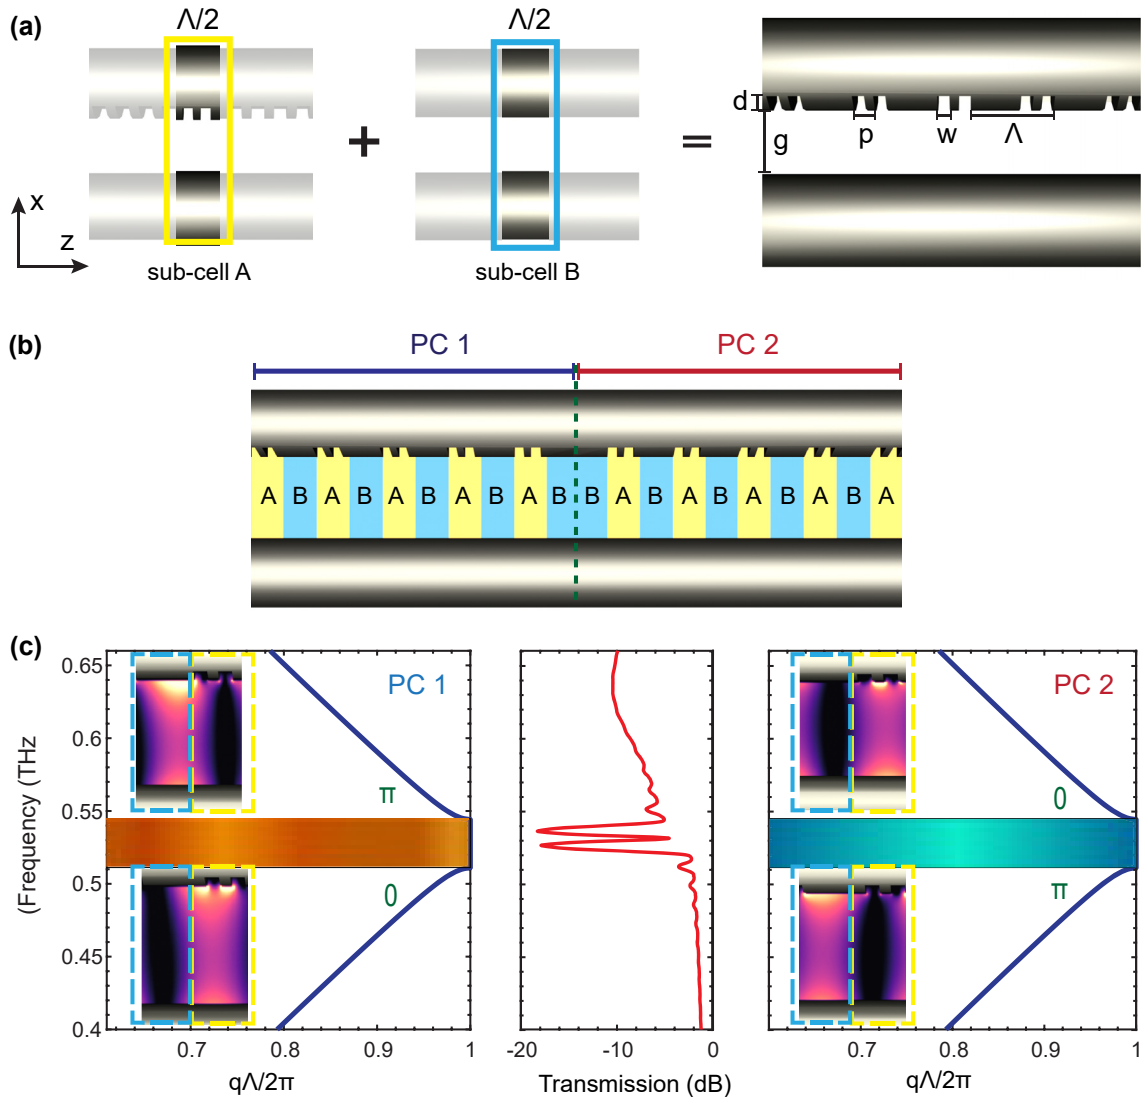 (a)
Λ/2
Λ/2
x
z
sub-cell A
+
sub-cell B
=
d
g
p
w
Λ
(b)
PC 1
PC 2
A B A B A B A B A B B A B A B A B A B A
(c)
0.65
0.6
0.55
0.5
0.45
0.4
(Frequency (THz
PC 1
π
0
0.7
0.8
0.9
1
qΛ/2π
-20
-10
0
Transmission (dB)
PC 2
0
π
0.7
0.8
0.9
1
qΛ/2π